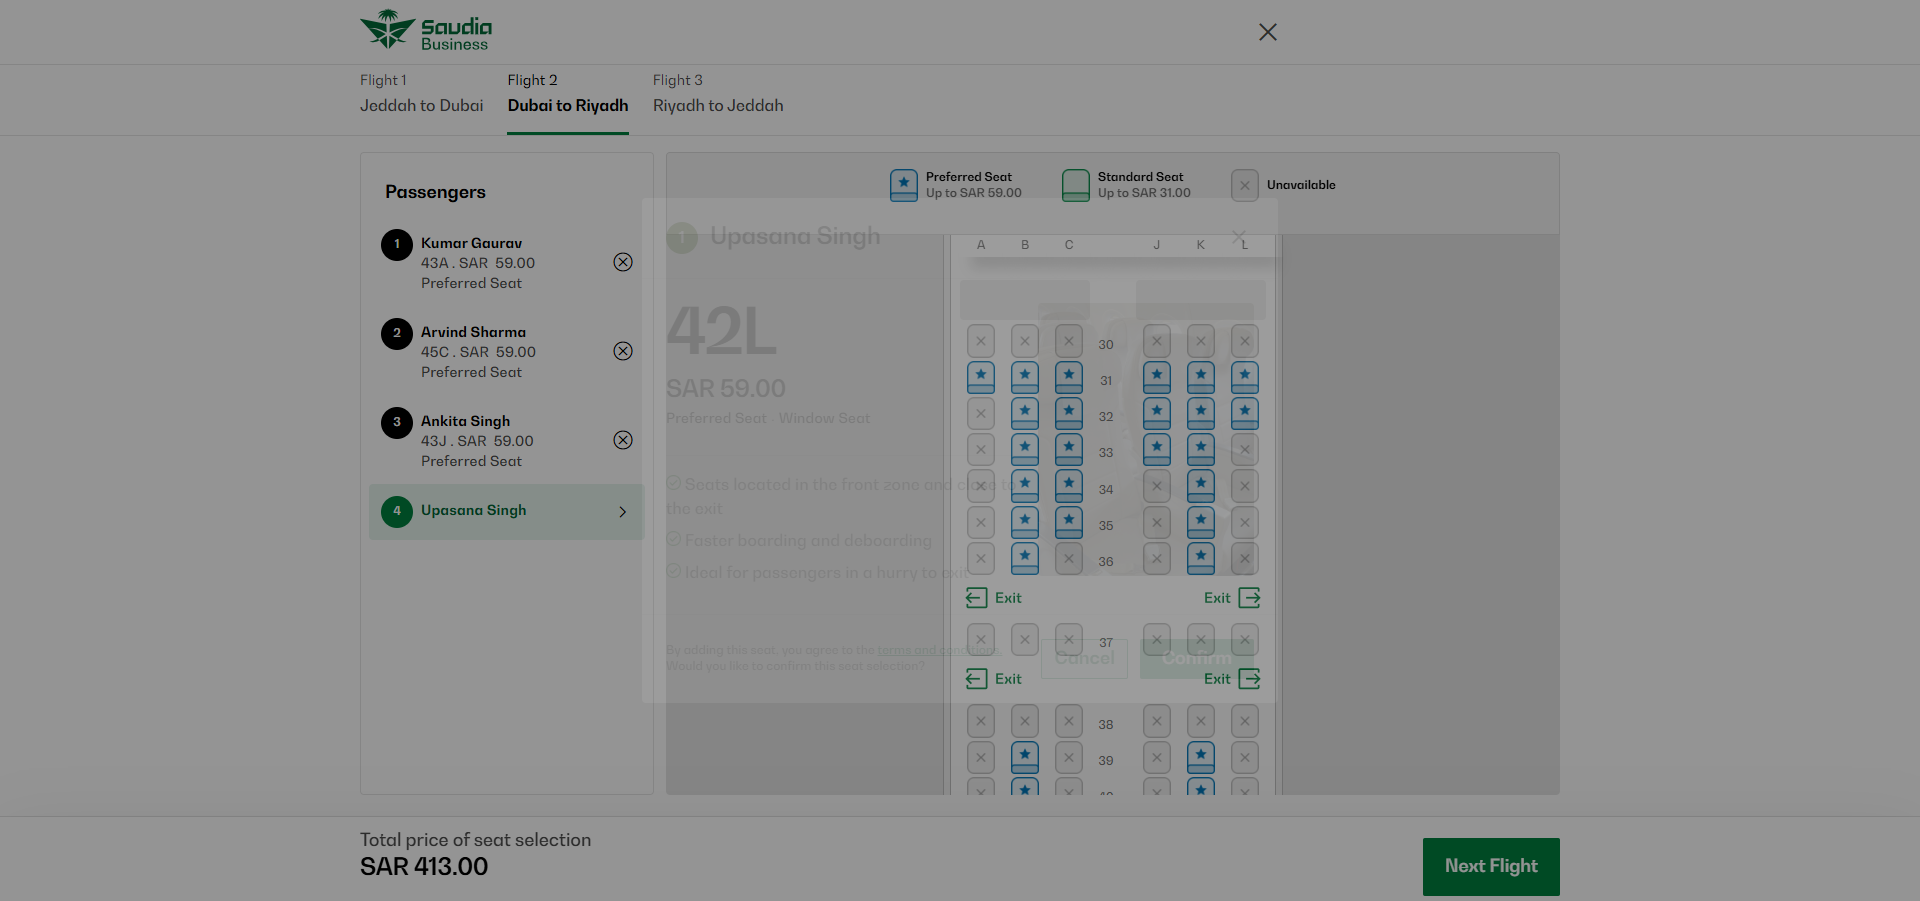 Saudia
Business
Flight 1
Jeddah to Dubai
Flight 2
Dubai to Riyadh
Flight 3
Riyadh to Jeddah
Passengers
1
Kumar Gaurav
43A . SAR 59.00
Preferred Seat
2
Arvind Sharma
45C . SAR 59.00
Preferred Seat
3
Ankita Singh
43J . SAR 59.00
Preferred Seat
4
Upasana Singh
Preferred Seat
Up to SAR 59.00
Standard Seat
Up to SAR 31.00
Unavailable
1
Upasana Singh
42L
SAR 59.00
Preferred Seat - Window Seat
Seats located in the front zone and close to
the exit
Faster boarding and deboarding
Ideal for passengers in a hurry to exit
By adding this seat, you agree to the terms and conditions.
Would you like to confirm this seat selection?
Cancel
Confirm
A B C J K L
30
31
32
33
34
35
36
Exit Exit
37
Exit Exit
38
39
Total price of seat selection
SAR 413.00
Next Flight